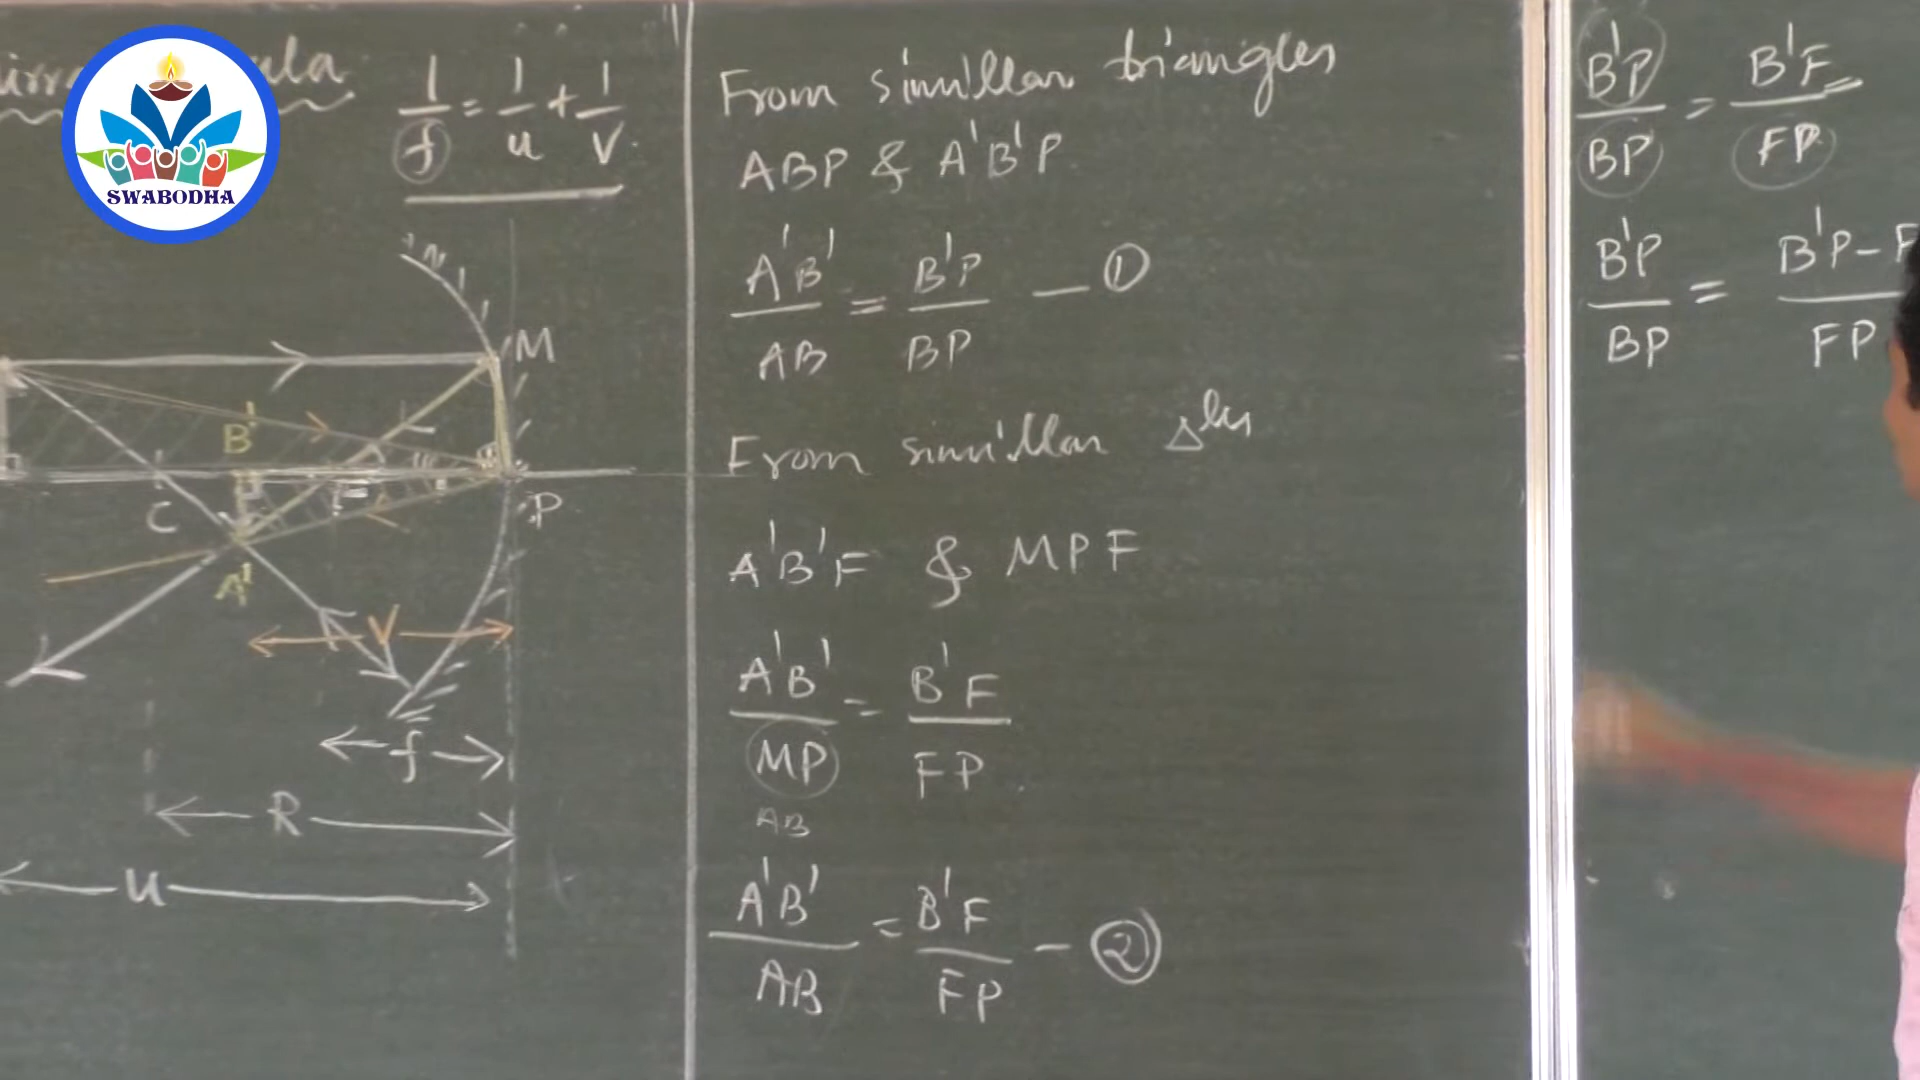 SWABODHA
1/f = 1/u + 1/v.
M
B'
C
F
P
A'
V
f
R
u
From simillar triangles
ABP & A'B'P
A'B'/AB = B'P/BP — ①
From simillar Δles
A'B'F & MPF
A'B'/MP = B'F/FP
AB
A'B'/AB = B'F/FP — ②
B'P/BP = B'F/FP
B'P/BP = B'P-F/FP